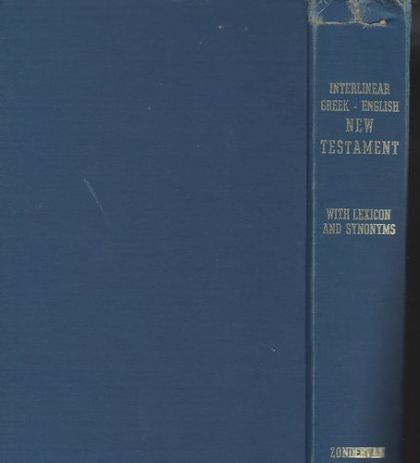 INTERLINEAR
GREEK - ENGLISH
NEW
TESTAMENT
WITH LEXICON
AND SYNONYMS
ZONDERVAN